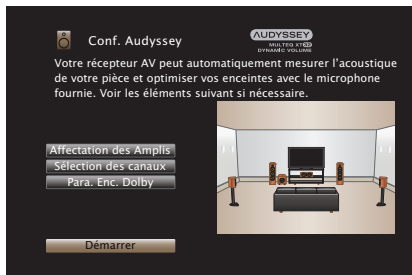 Conf. Audyssey
AUDYSSEY
MULTEQ XT32
DYNAMIC VOLUME
Votre récepteur AV peut automatiquement mesurer l'acoustique
de votre pièce et optimiser vos enceintes avec le microphone
fournie. Voir les éléments suivant si nécessaire.
Affectation des Amplis
Sélection des canaux
Para. Enc. Dolby
Démarrer